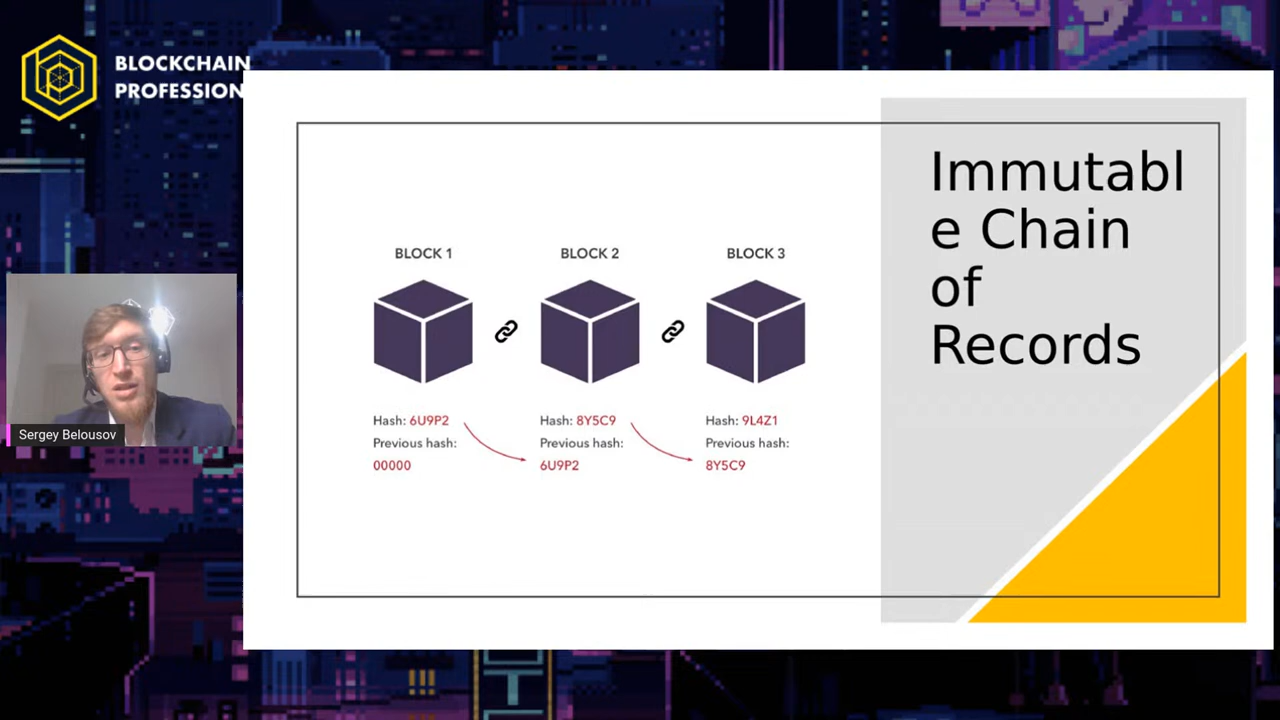 BLOCKCHAIN
PROFESSION
Immutabl
e Chain
of
Records
BLOCK 1
BLOCK 2
BLOCK 3
Hash: 6U9P2
Previous hash:
00000
Hash: 8Y5C9
Previous hash:
6U9P2
Hash: 9L4Z1
Previous hash:
8Y5C9
Sergey Belousov